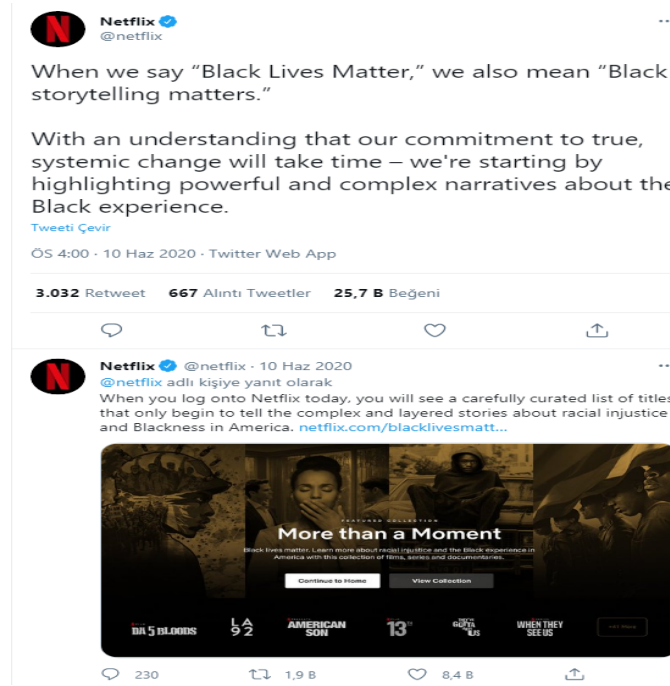 Netflix
@netflix
When we say “Black Lives Matter,” we also mean “Black
storytelling matters.”
With an understanding that our commitment to true,
systemic change will take time – we're starting by
highlighting powerful and complex narratives about the
Black experience.
Tweeti Çevir
ÖS 4:00 · 10 Haz 2020 · Twitter Web App
3.032 Retweet 667 Alıntı Tweetler 25,7 B Beğeni
Netflix @netflix · 10 Haz 2020
@netflix adlı kişiye yanıt olarak
When you log onto Netflix today, you will see a carefully curated list of titles
that only begin to tell the complex and layered stories about racial injustice
and Blackness in America. netflix.com/blacklivesmatt...
FEATURED COLLECTION
More than a Moment
Black lives matter. Learn more about racial injustice and the Black experience in
America with this collection of films, series and documentaries.
Continue to Home View Collection
DA 5 BLOODS LA 92 AMERICAN SON 13TH SHE'S GOTTA WHEN THEY SEE US
230 1,9 B 8,4 B